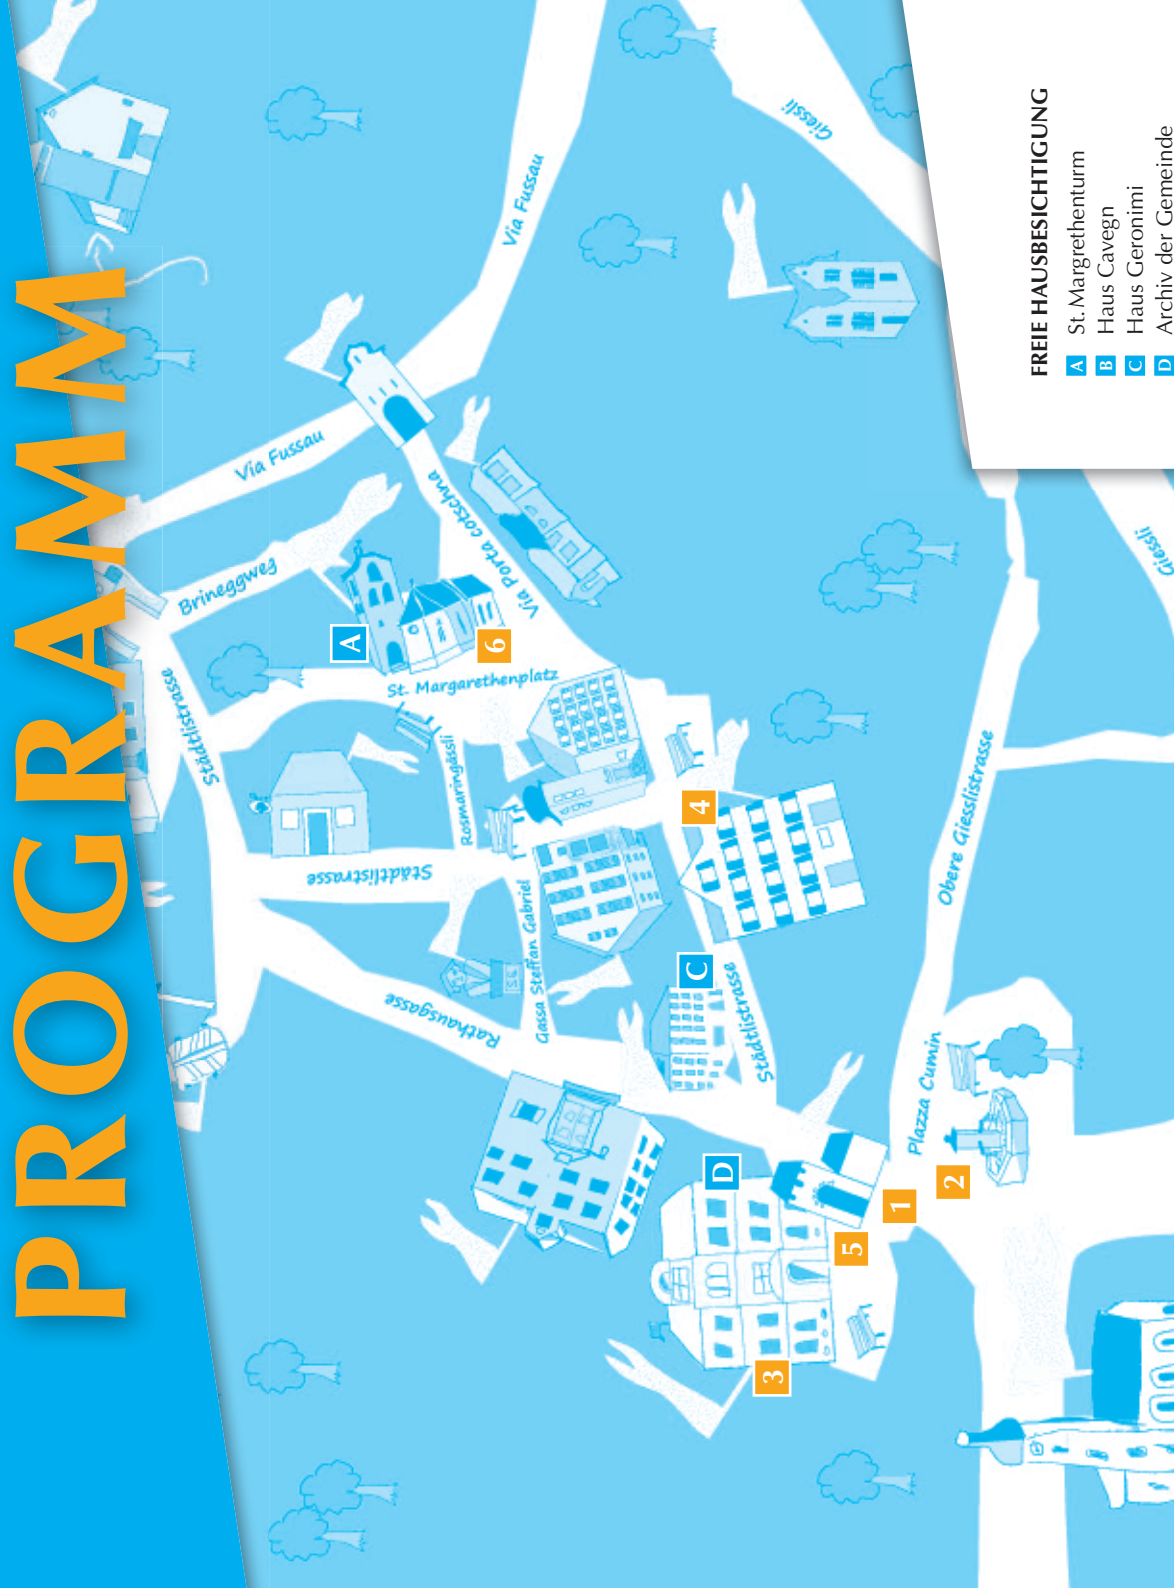 PROGRAMM
Via Fussau
Via Fussau
Giessli
Brineggweg
Via Porta cotschna
Städtlistrasse
A
6
St. Margarethenplatz
Rosmaringässli
Städtlistrasse
4
Gassa Steffan Gabriel
Rathausgasse
C
Städtlistrasse
Obere Giesslistrasse
Giessli
Plazza Cumin
D
2
1
5
3
FREIE HAUSBESICHTIGUNG
A St. Margrethenturm
B Haus Cavegn
C Haus Geronimi
D Archiv der Gemeinde